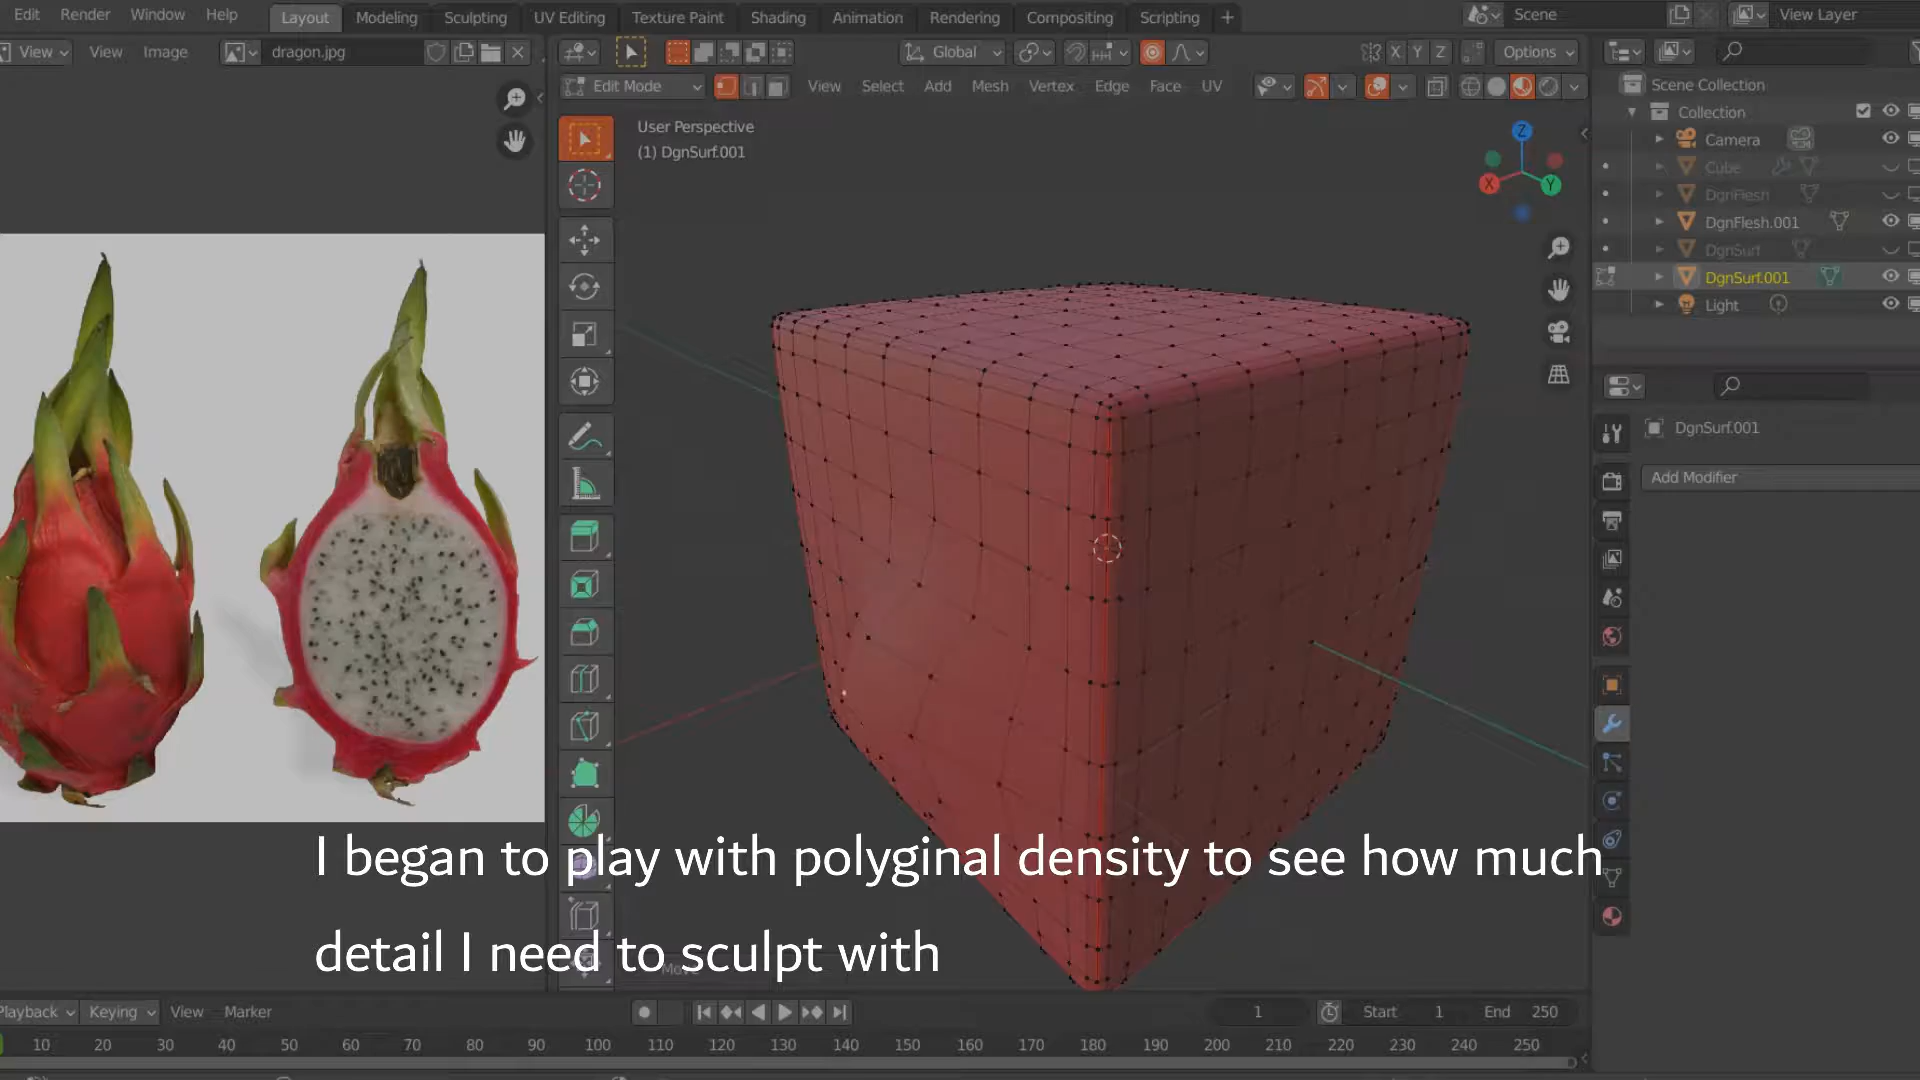 Edit Render Window Help Layout Modeling Sculpting UV Editing Texture Paint Shading Animation Rendering Compositing Scripting + Scene View Layer
View View Image dragon.jpg Global X Y Z Options
Edit Mode View Select Add Mesh Vertex Edge Face UV
Scene Collection
Collection
User Perspective
(1) DgnSurf.001
Z
X
Y
Camera
Cube
DgnFlesh
DgnFlesh.001
DgnSurf
DgnSurf.001
Light
DgnSurf.001
Add Modifier
I began to play with polyginal density to see how much
detail I need to sculpt with
Move
Playback Keying View Marker 1 Start 1 End 250
10 20 30 40 50 60 70 80 90 100 110 120 130 140 150 160 170 180 190 200 210 220 230 240 250